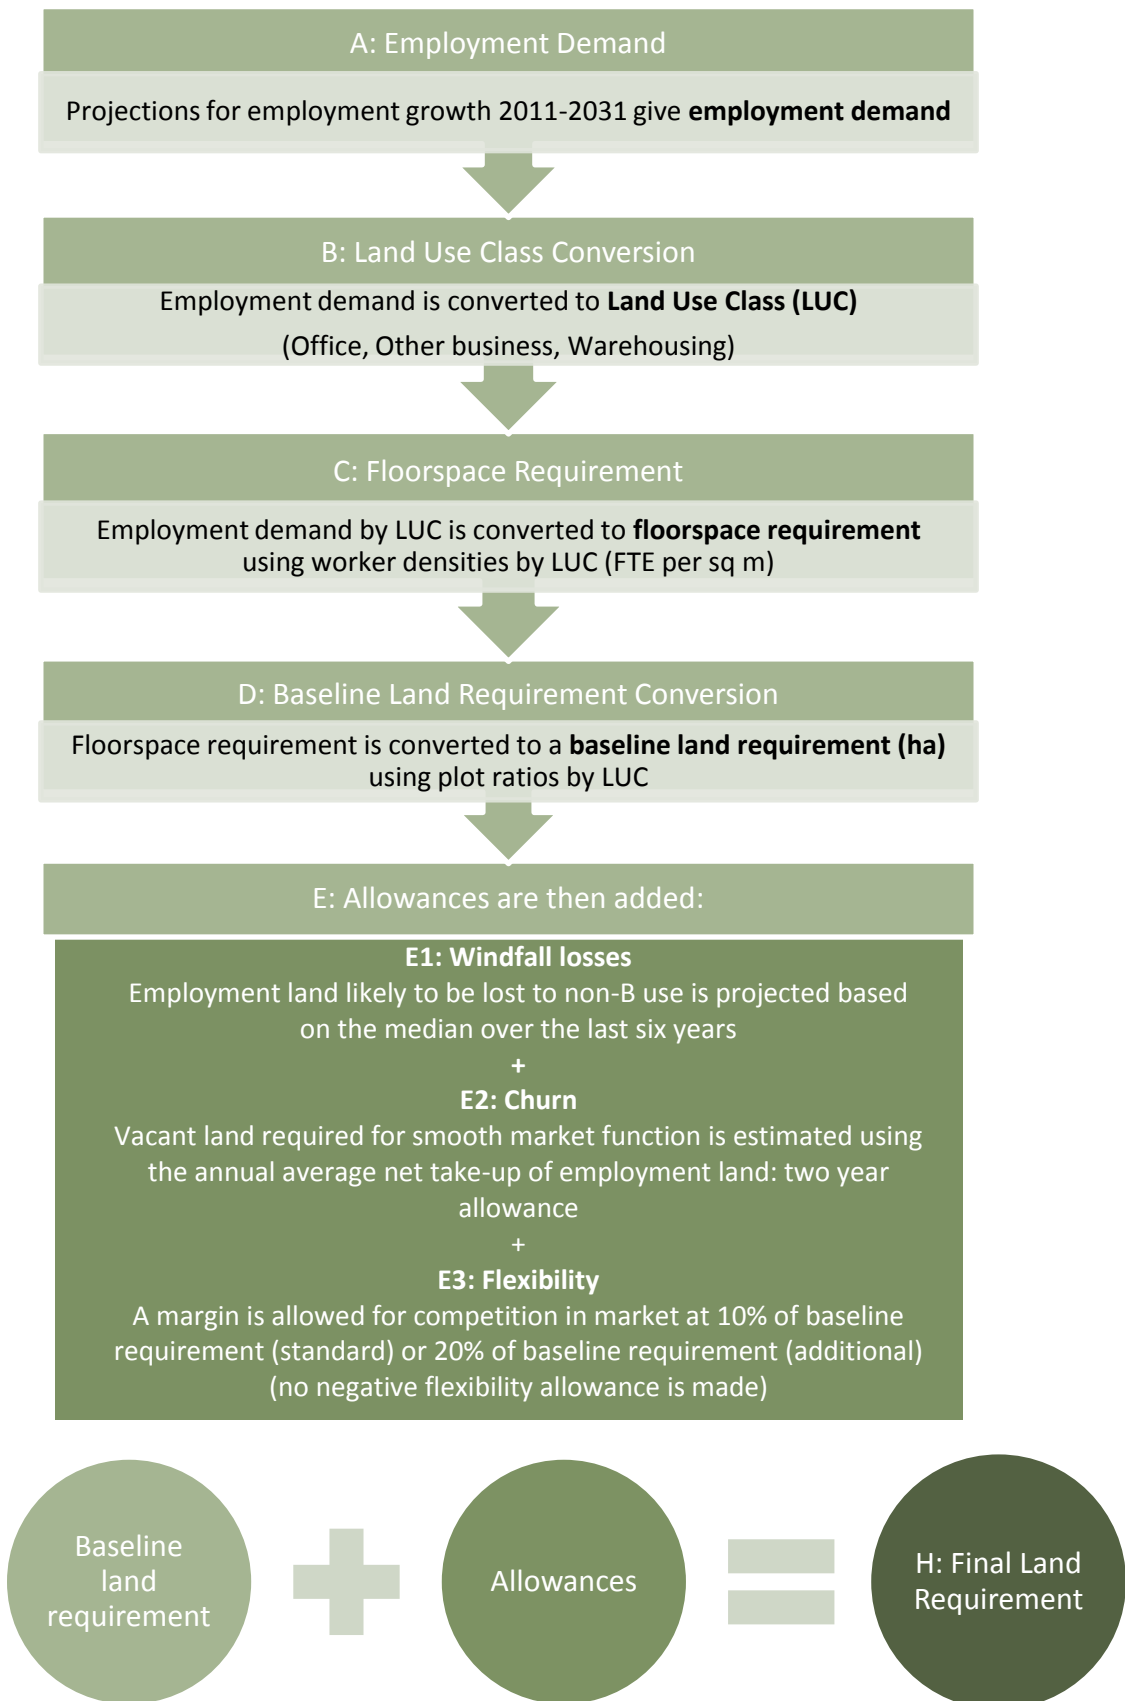 A: Employment Demand
Projections for employment growth 2011-2031 give employment demand
B: Land Use Class Conversion
Employment demand is converted to Land Use Class (LUC)
(Office, Other business, Warehousing)
C: Floorspace Requirement
Employment demand by LUC is converted to floorspace requirement
using worker densities by LUC (FTE per sq m)
D: Baseline Land Requirement Conversion
Floorspace requirement is converted to a baseline land requirement (ha)
using plot ratios by LUC
E: Allowances are then added:
E1: Windfall losses
Employment land likely to be lost to non-B use is projected based
on the median over the last six years
+
E2: Churn
Vacant land required for smooth market function is estimated using
the annual average net take-up of employment land: two year
allowance
+
E3: Flexibility
A margin is allowed for competition in market at 10% of baseline
requirement (standard) or 20% of baseline requirement (additional)
(no negative flexibility allowance is made)
Baseline
land
requirement
Allowances
H: Final Land
Requirement